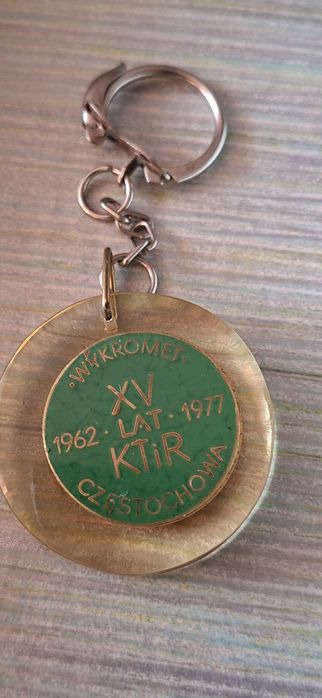 •WYKROMET•
XV
1962 • LAT • 1977
KTiR
CZĘSTOCHOWA